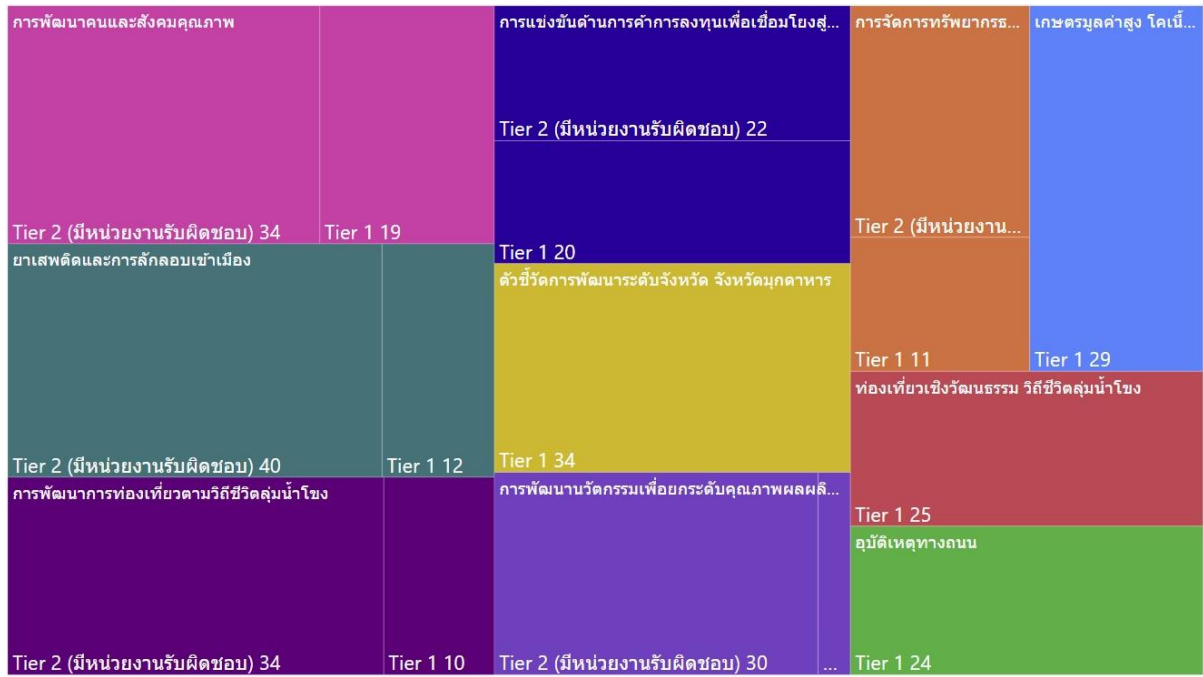 การพัฒนาคนและสังคมคุณภาพ
Tier 2 (มีหน่วยงานรับผิดชอบ) 34
Tier 1 19
ยาเสพติดและการลักลอบเข้าเมือง
Tier 2 (มีหน่วยงานรับผิดชอบ) 40
Tier 1 12
การพัฒนาการท่องเที่ยวตามวิถีชีวิตลุ่มน้ำโขง
Tier 2 (มีหน่วยงานรับผิดชอบ) 34
Tier 1 10
การแข่งขันด้านการค้าการลงทุนเพื่อเชื่อมโยงสู่...
Tier 2 (มีหน่วยงานรับผิดชอบ) 22
Tier 1 20
ตัวชี้วัดการพัฒนาระดับจังหวัด จังหวัดมุกดาหาร
Tier 1 34
การพัฒนานวัตกรรมเพื่อยกระดับคุณภาพผลผลิ...
Tier 2 (มีหน่วยงานรับผิดชอบ) 30
...
การจัดการทรัพยากรธ...
Tier 2 (มีหน่วยงาน...
Tier 1 11
เกษตรมูลค่าสูง โคเนื้...
Tier 1 29
ท่องเที่ยวเชิงวัฒนธรรม วิถีชีวิตลุ่มน้ำโขง
Tier 1 25
อุบัติเหตุทางถนน
Tier 1 24